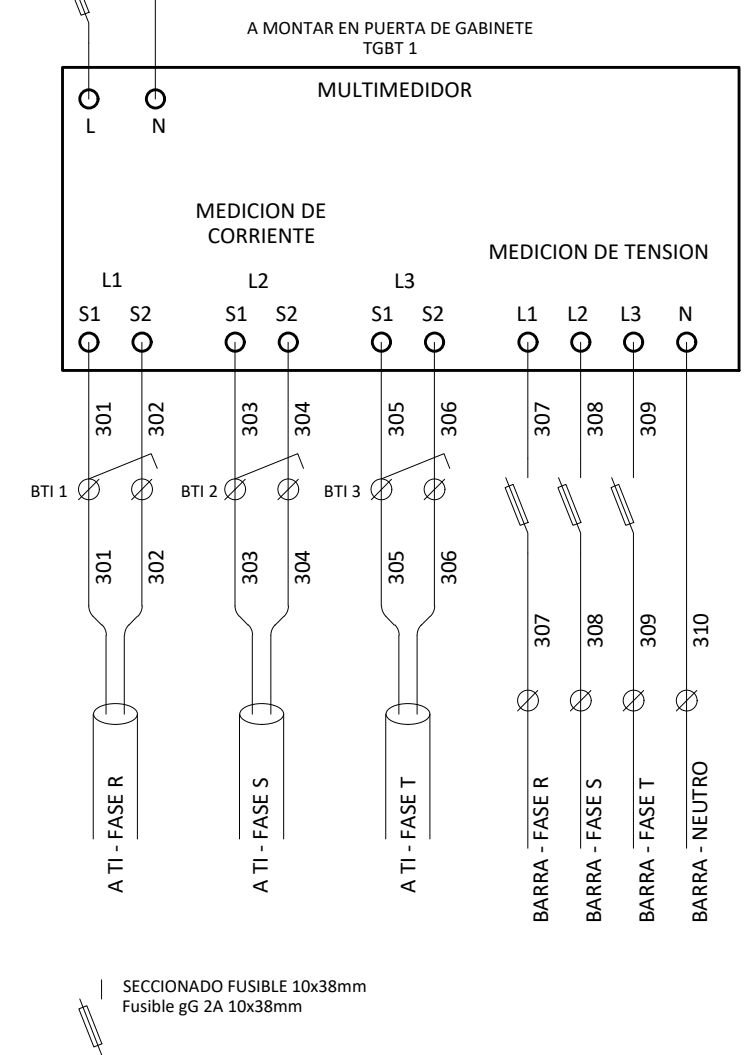 A MONTAR EN PUERTA DE GABINETE
TGBT 1
MULTIMEDIDOR
L N
MEDICION DE
CORRIENTE
MEDICION DE TENSION
L1 L2 L3
S1 S2 S1 S2 S1 S2 L1 L2 L3 N
301 302 303 304 305 306 307 308 309
BTI 1 BTI 2 BTI 3
301 302 303 304 305 306
307 308 309 310
A TI - FASE R
A TI - FASE S
A TI - FASE T
BARRA - FASE R
BARRA - FASE S
BARRA - FASE T
BARRA - NEUTRO
SECCIONADO FUSIBLE 10x38mm
Fusible gG 2A 10x38mm